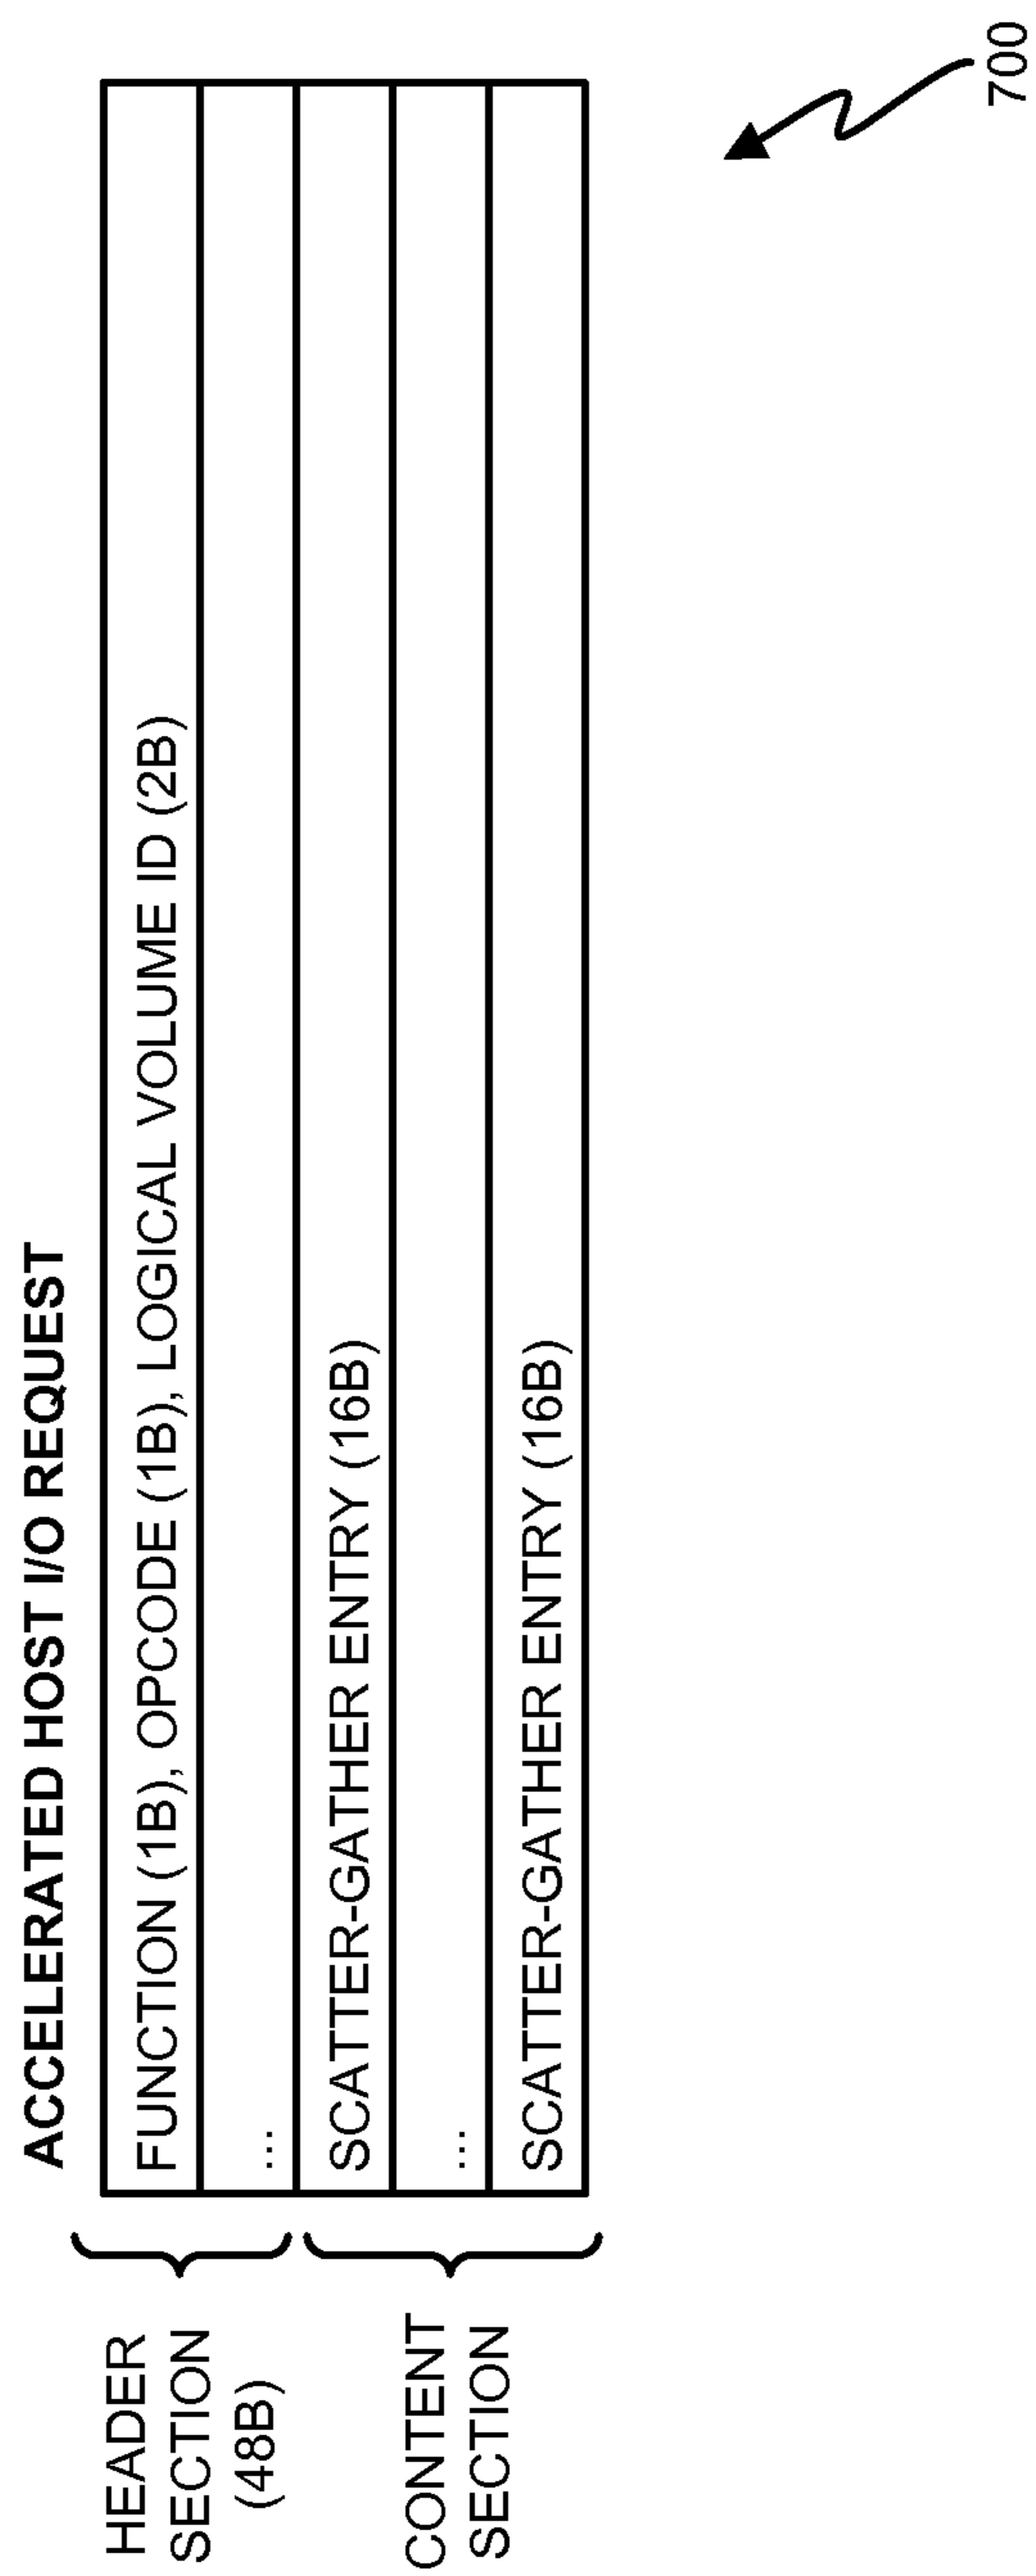 ACCELERATED HOST I/O REQUEST
HEADER
SECTION
(48B)
FUNCTION (1B), OPCODE (1B), LOGICAL VOLUME ID (2B)
...
CONTENT
SECTION
SCATTER-GATHER ENTRY (16B)
...
SCATTER-GATHER ENTRY (16B)
700